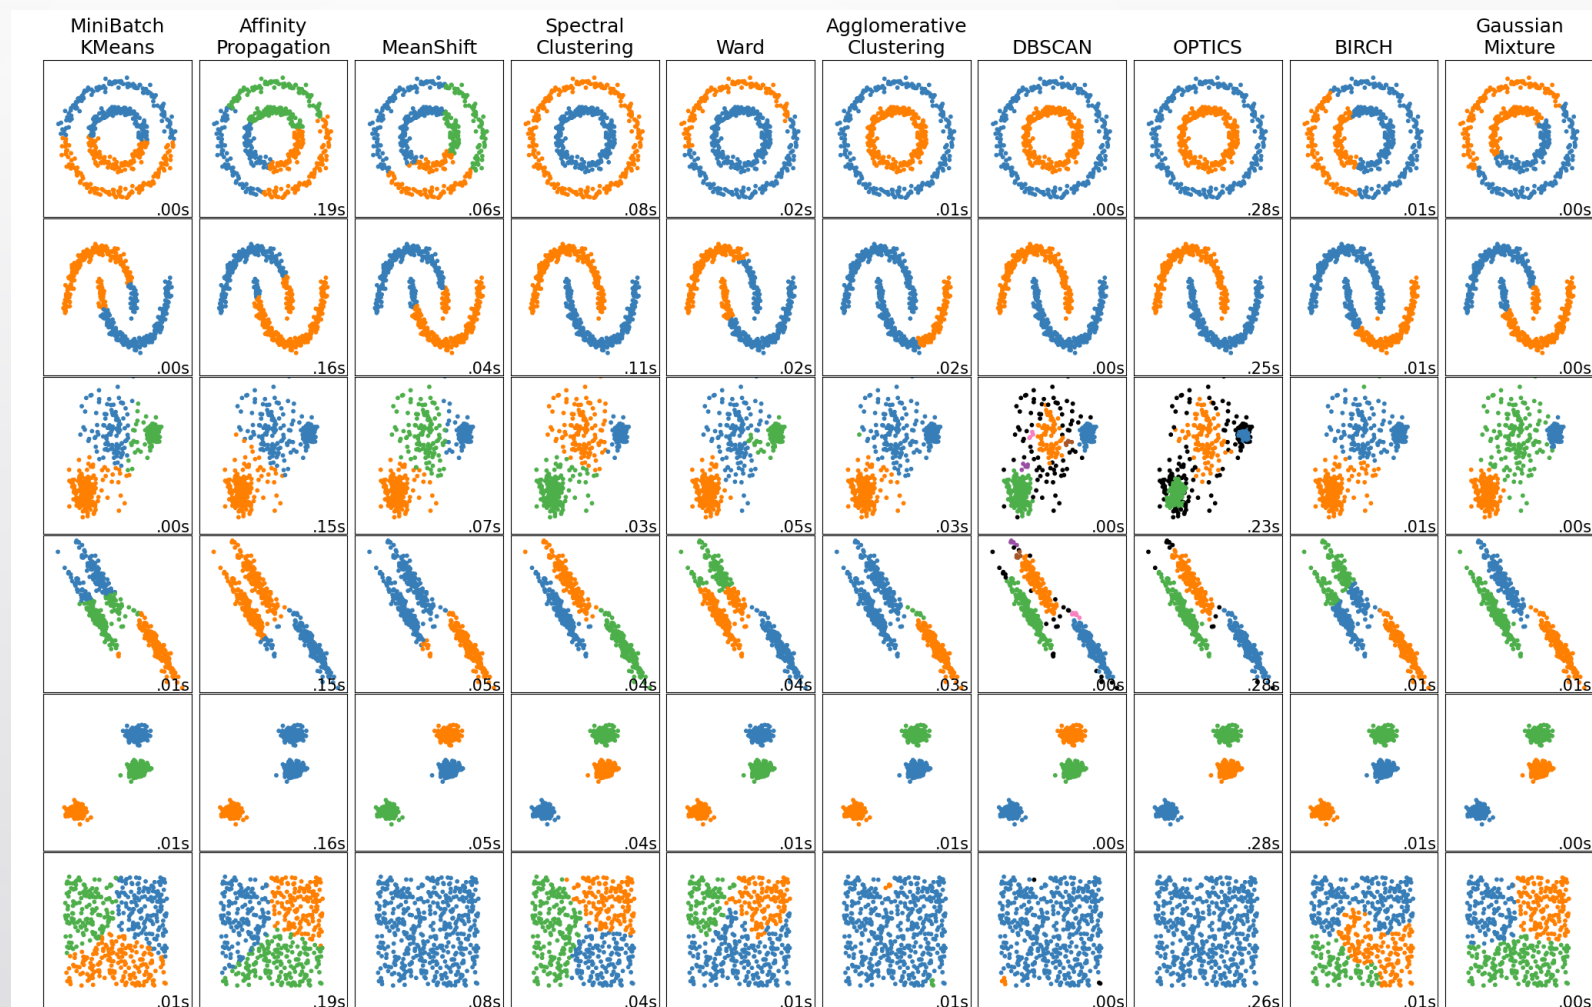 MiniBatch
KMeans
Affinity
Propagation
MeanShift
Spectral
Clustering
Ward
Agglomerative
Clustering
DBSCAN
OPTICS
BIRCH
Gaussian
Mixture
.00s .19s .06s .08s .02s .01s .00s .28s .01s .00s
.00s .16s .04s .11s .02s .02s .00s .25s .01s .00s
.00s .15s .07s .03s .05s .03s .00s .23s .01s .00s
.01s .15s .05s .04s .04s .03s .00s .28s .01s .01s
.01s .16s .05s .04s .01s .01s .00s .28s .01s .00s
.01s .19s .08s .04s .01s .01s .00s .26s .01s .00s